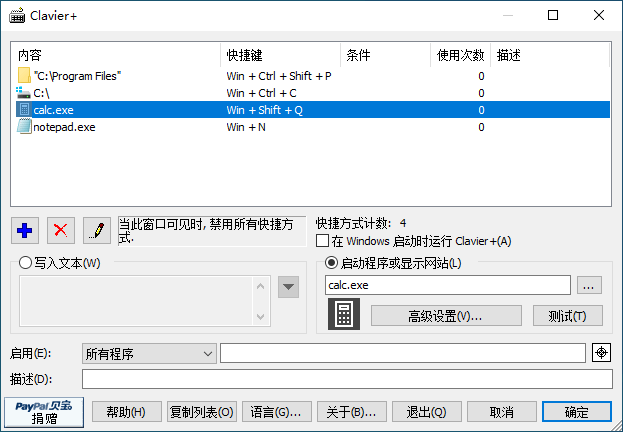 Clavier+
内容 快捷键 条件 使用次数 描述
"C:\Program Files" Win + Ctrl + Shift + P 0
C:\ Win + Ctrl + C 0
calc.exe Win + Shift + Q 0
notepad.exe Win + N 0
当此窗口可见时, 禁用所有快捷方
式.
快捷方式计数: 4
在 Windows 启动时运行 Clavier+(A)
写入文本(W)
启动程序或显示网站(L)
calc.exe ...
高级设置(V)... 测试(T)
启用(E): 所有程序
描述(D):
PayPal 贝宝
捐赠
帮助(H) 复制列表(O) 语言(G)... 关于(B)... 退出(Q) 取消 确定